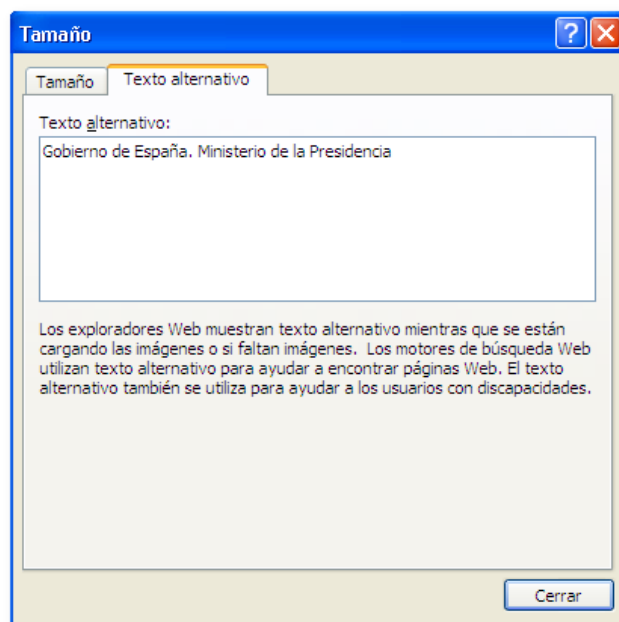 Tamaño
Tamaño Texto alternativo
Texto alternativo:
Gobierno de España. Ministerio de la Presidencia
Los exploradores Web muestran texto alternativo mientras que se están
cargando las imágenes o si faltan imágenes. Los motores de búsqueda Web
utilizan texto alternativo para ayudar a encontrar páginas Web. El texto
alternativo también se utiliza para ayudar a los usuarios con discapacidades.
Cerrar